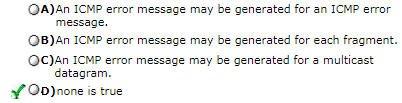 A)An ICMP error message may be generated for an ICMP error
message.
B)An ICMP error message may be generated for each fragment.
C)An ICMP error message may be generated for a multicast
datagram.
D)none is true